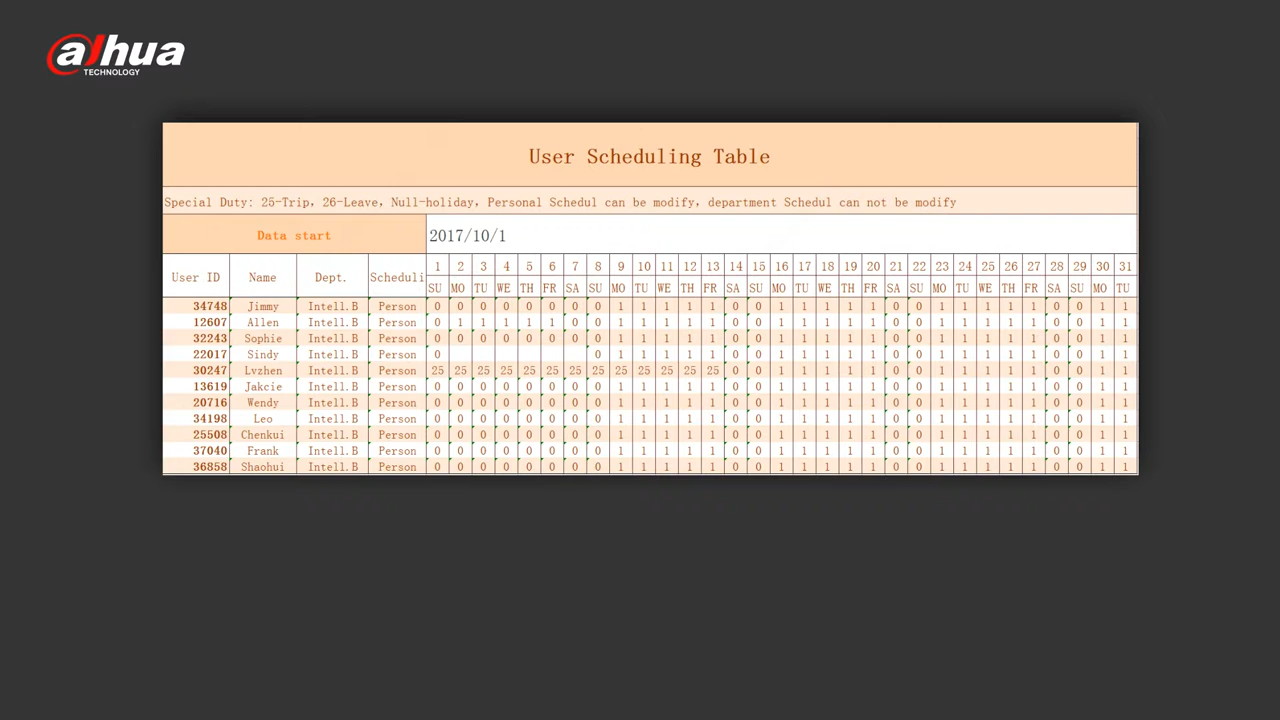 alhua
TECHNOLOGY
User Scheduling Table
Special Duty: 25-Trip, 26-Leave, Null-holiday, Personal Schedul can be modify, department Schedul can not be modify
Data start 2017/10/1
User ID Name Dept. Scheduli 1 2 3 4 5 6 7 8 9 10 11 12 13 14 15 16 17 18 19 20 21 22 23 24 25 26 27 28 29 30 31
SU MO TU WE TH FR SA SU MO TU WE TH FR SA SU MO TU WE TH FR SA SU MO TU WE TH FR SA SU MO TU
34748 Jimmy Intell.B Person 0 0 0 0 0 0 0 0 1 1 1 1 1 0 0 1 1 1 1 1 0 0 1 1 1 1 1 0 0 1 1
12607 Allen Intell.B Person 0 1 1 1 1 1 0 0 1 1 1 1 1 0 0 1 1 1 1 1 0 0 1 1 1 1 1 0 0 1 1
32243 Sophie Intell.B Person 0 0 0 0 0 0 0 0 1 1 1 1 1 0 0 1 1 1 1 1 0 0 1 1 1 1 1 0 0 1 1
22017 Sindy Intell.B Person 0 0 1 1 1 1 1 0 0 1 1 1 1 1 0 0 1 1 1 1 1 0 0 1 1
30247 Lvzhen Intell.B Person 25 25 25 25 25 25 25 25 25 25 25 25 25 0 0 1 1 1 1 1 0 0 1 1 1 1 1 0 0 1 1
13619 Jakcie Intell.B Person 0 0 0 0 0 0 0 0 1 1 1 1 1 0 0 1 1 1 1 1 0 0 1 1 1 1 1 0 0 1 1
20716 Wendy Intell.B Person 0 0 0 0 0 0 0 0 1 1 1 1 1 0 0 1 1 1 1 1 0 0 1 1 1 1 1 0 0 1 1
34198 Leo Intell.B Person 0 0 0 0 0 0 0 0 1 1 1 1 1 0 0 1 1 1 1 1 0 0 1 1 1 1 1 0 0 1 1
25508 Chenkui Intell.B Person 0 0 0 0 0 0 0 0 1 1 1 1 1 0 0 1 1 1 1 1 0 0 1 1 1 1 1 0 0 1 1
37040 Frank Intell.B Person 0 0 0 0 0 0 0 0 1 1 1 1 1 0 0 1 1 1 1 1 0 0 1 1 1 1 1 0 0 1 1
36858 Shaohui Intell.B Person 0 0 0 0 0 0 0 0 1 1 1 1 1 0 0 1 1 1 1 1 0 0 1 1 1 1 1 0 0 1 1